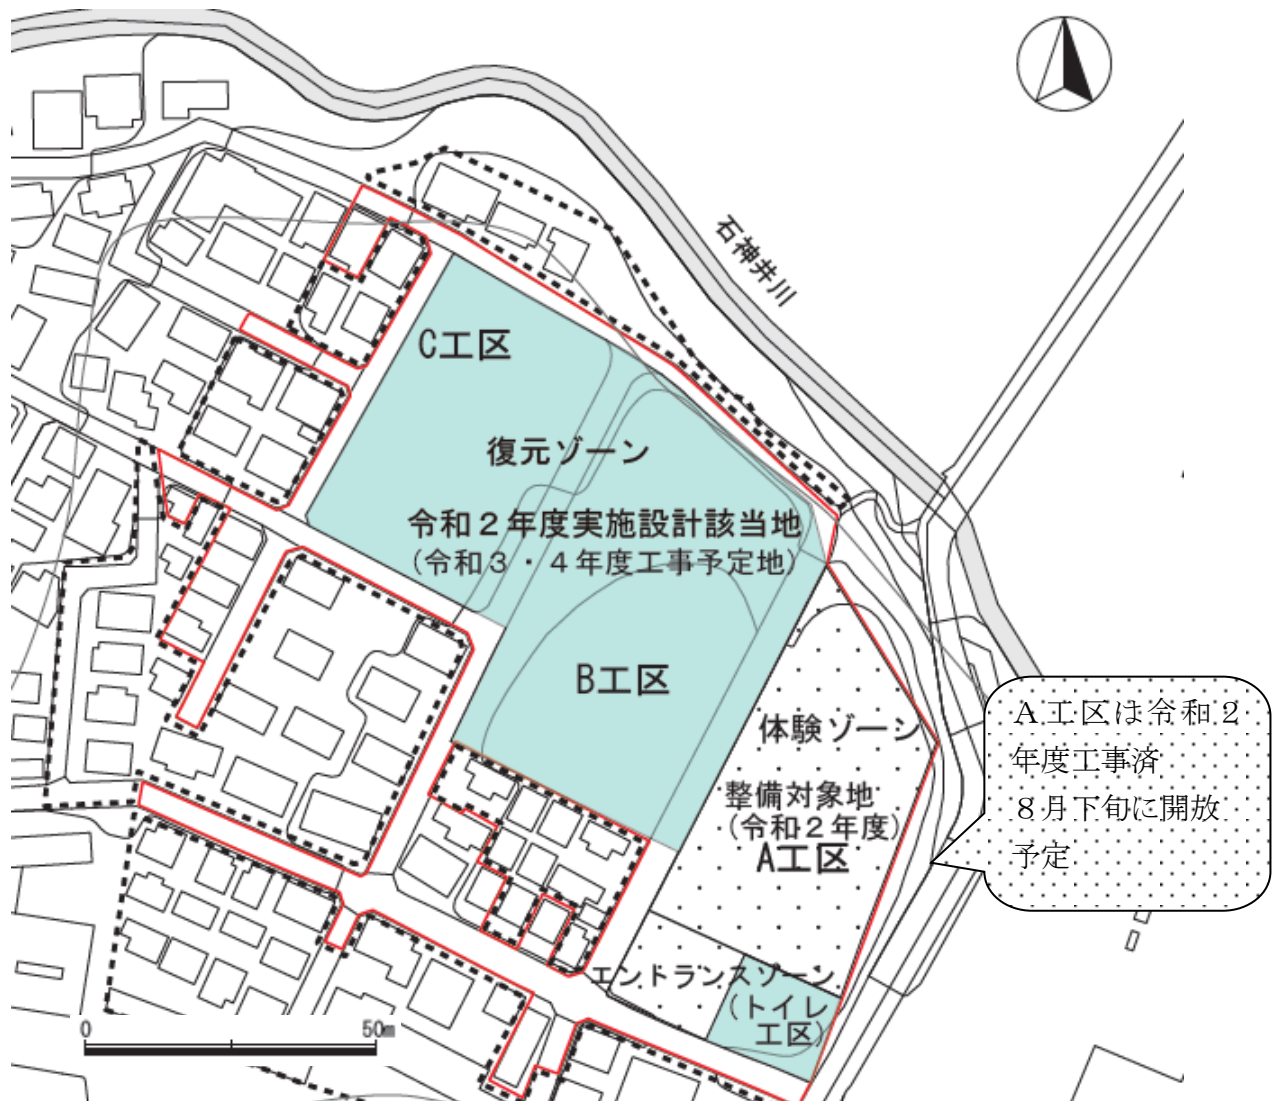 石神井川
C工区
復元ゾーン
令和２年度実施設計該当地
(令和３・４年度工事予定地)
B工区
体験ゾーン
整備対象地
(令和２年度)
A工区
A工区は令和２
年度工事済
８月下旬に開放
予定
エントランスゾーン
(トイレ
工区)
0
50m